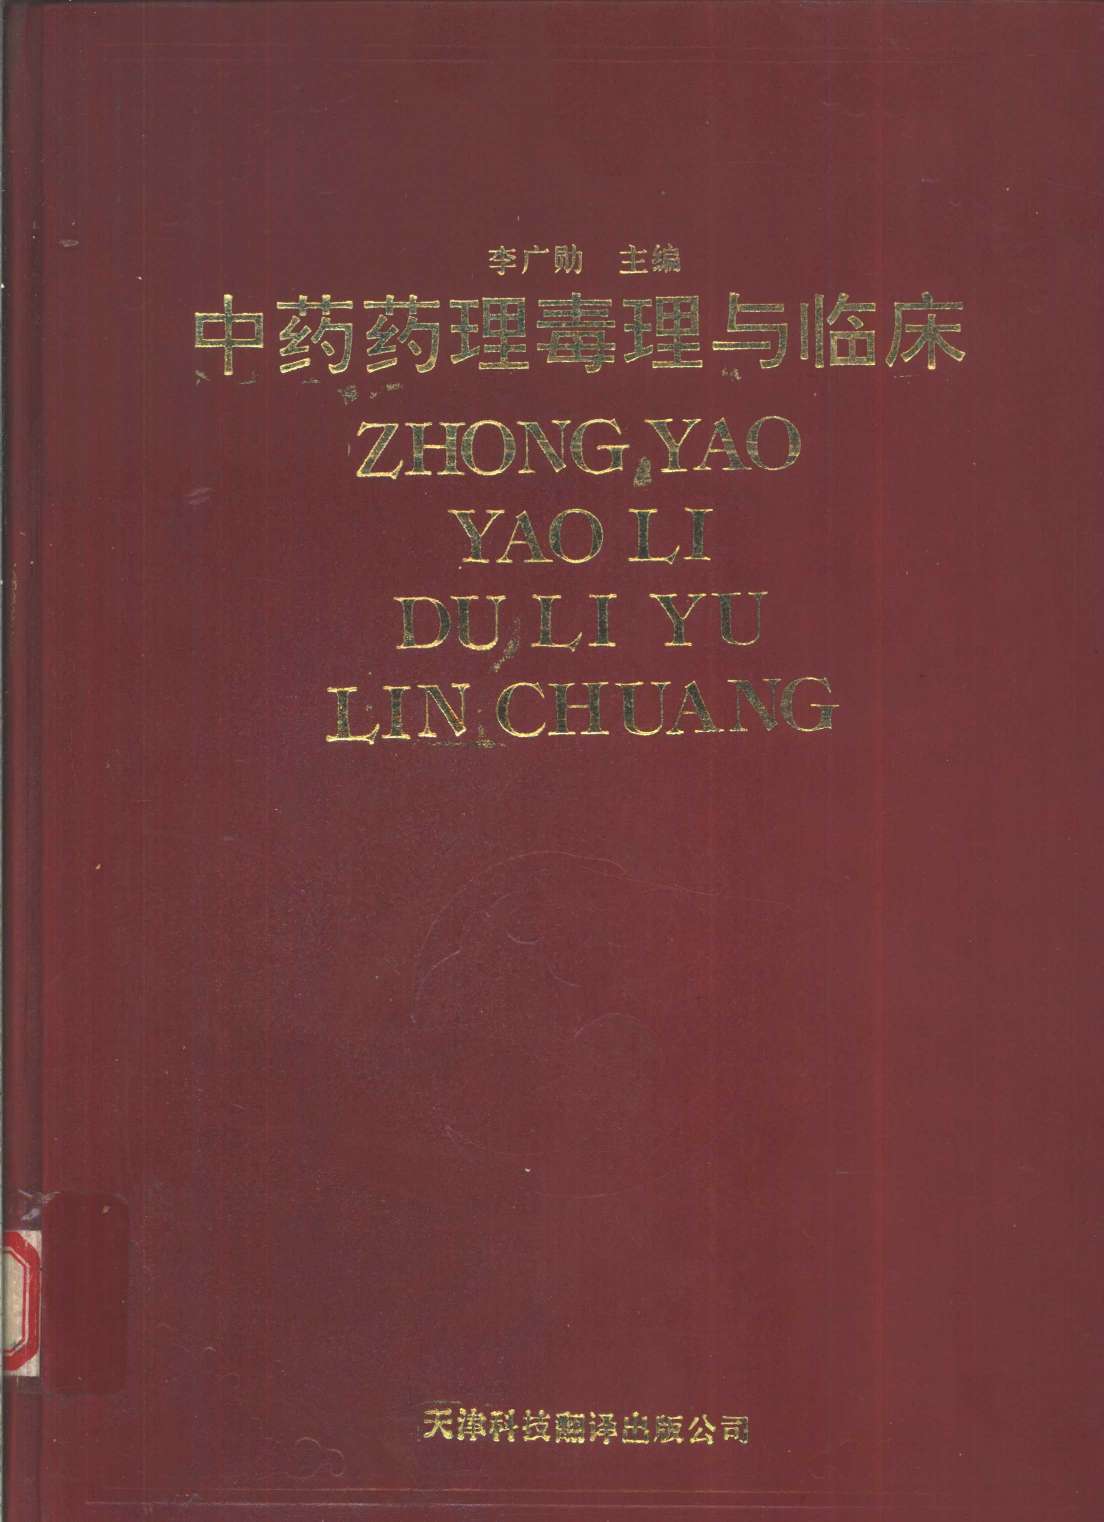 李广勋 主编
中药药理毒理与临床
ZHONG YAO
YAO LI
DU LI YU
LIN CHUANG
天津科技翻译出版公司